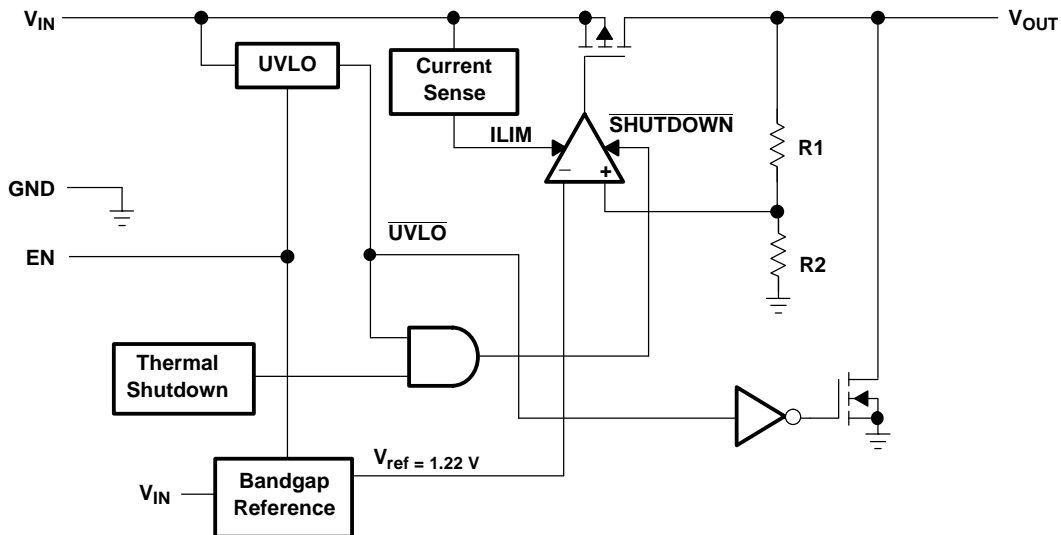 VIN
VOUT
UVLO
Current
Sense
SHUTDOWN
ILIM
R1
− +
GND
UVLO
EN
R2
Thermal
Shutdown
Vref = 1.22 V
Bandgap
Reference
VIN